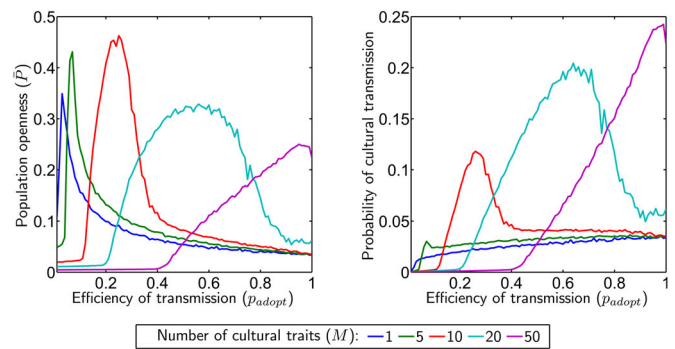 0.5
0.4
0.3
0.2
0.1
0
Population openness (P̄)
0.2 0.4 0.6 0.8 1
Efficiency of transmission (p_adopt)
0.25
0.2
0.15
0.1
0.05
0
Probability of cultural transmission
0.2 0.4 0.6 0.8 1
Efficiency of transmission (p_adopt)
Number of cultural traits (M): 1 5 10 20 50